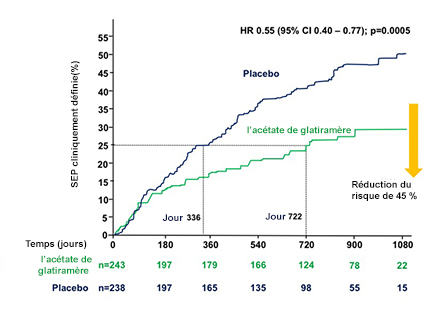 HR 0.55 (95% CI 0.40 – 0.77); p=0.0005
SEP cliniquement définie(%)
55
50
45
40
35
30
25
20
15
10
5
0
Placebo
l'acétate de glatiramère
Réduction du
risque de 45 %
Jour 336
Jour 722
Temps (jours)
0 180 360 540 720 900 1080
l'acétate de
glatiramère
n=243 197 179 166 124 78 22
Placebo n=238 197 165 135 98 55 15